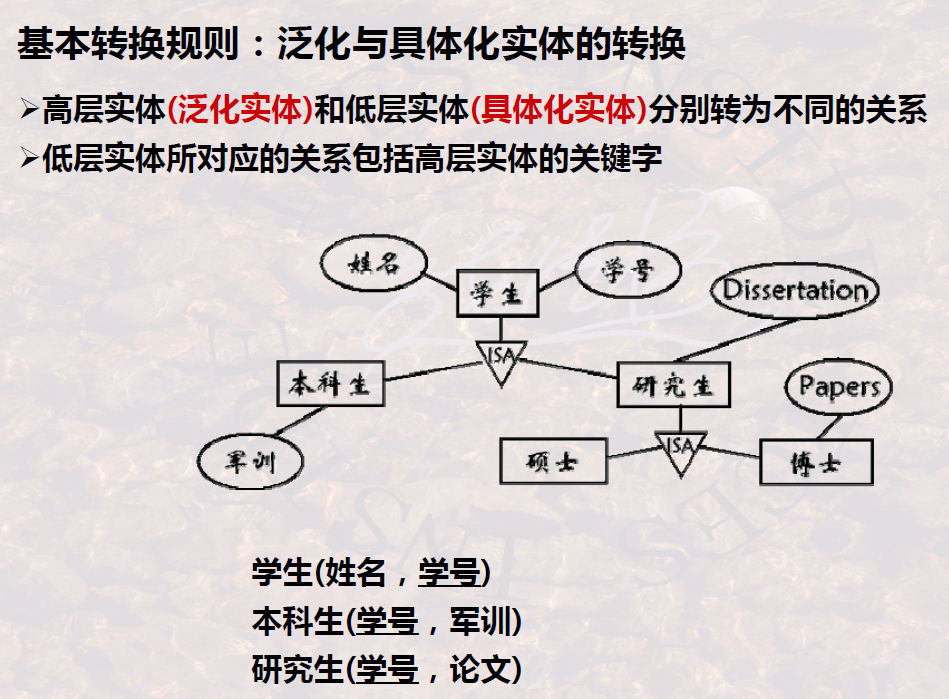 基本转换规则：泛化与具体化实体的转换
➢高层实体(泛化实体)和低层实体(具体化实体)分别转为不同的关系
➢低层实体所对应的关系包括高层实体的关键字
姓名
学生
学号
Dissertation
ISA
本科生
研究生
Papers
军训
硕士
ISA
博士
学生(姓名，学号)
本科生(学号，军训)
研究生(学号，论文)